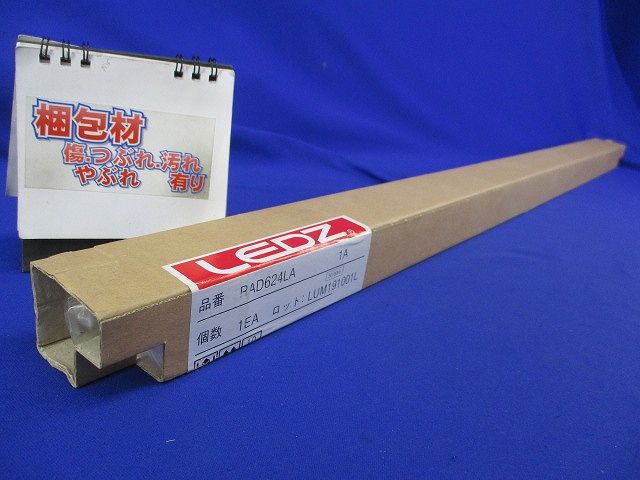 梱包材
傷.つぶれ.汚れ
やぶれ 有り
LEDZ®
品番 RAD624LA 1A
個数 1EA ロット: LUM191001L